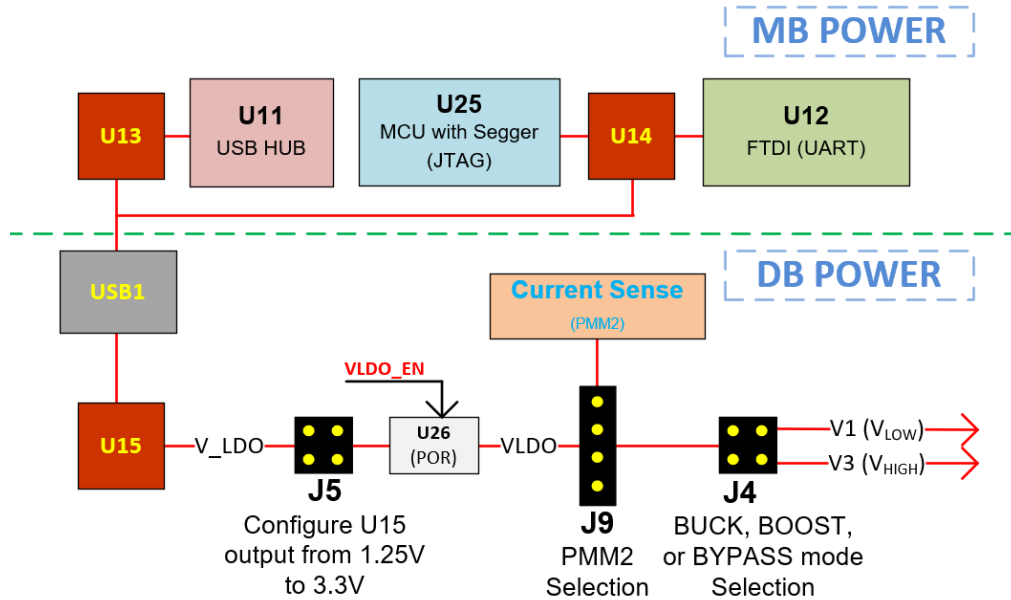 MB POWER
U13
U11
USB HUB
U25
MCU with Segger
(JTAG)
U14
U12
FTDI (UART)
DB POWER
USB1
Current Sense
(PMM2)
VLDO_EN
U15
V_LDO
U26
(POR)
VLDO
V1 (VLOW)
V3 (VHIGH)
J5
Configure U15
output from 1.25V
to 3.3V
J9
PMM2
Selection
J4
BUCK, BOOST,
or BYPASS mode
Selection